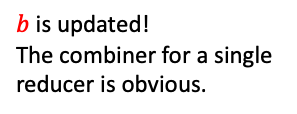 b is updated!
The combiner for a single
reducer is obvious.